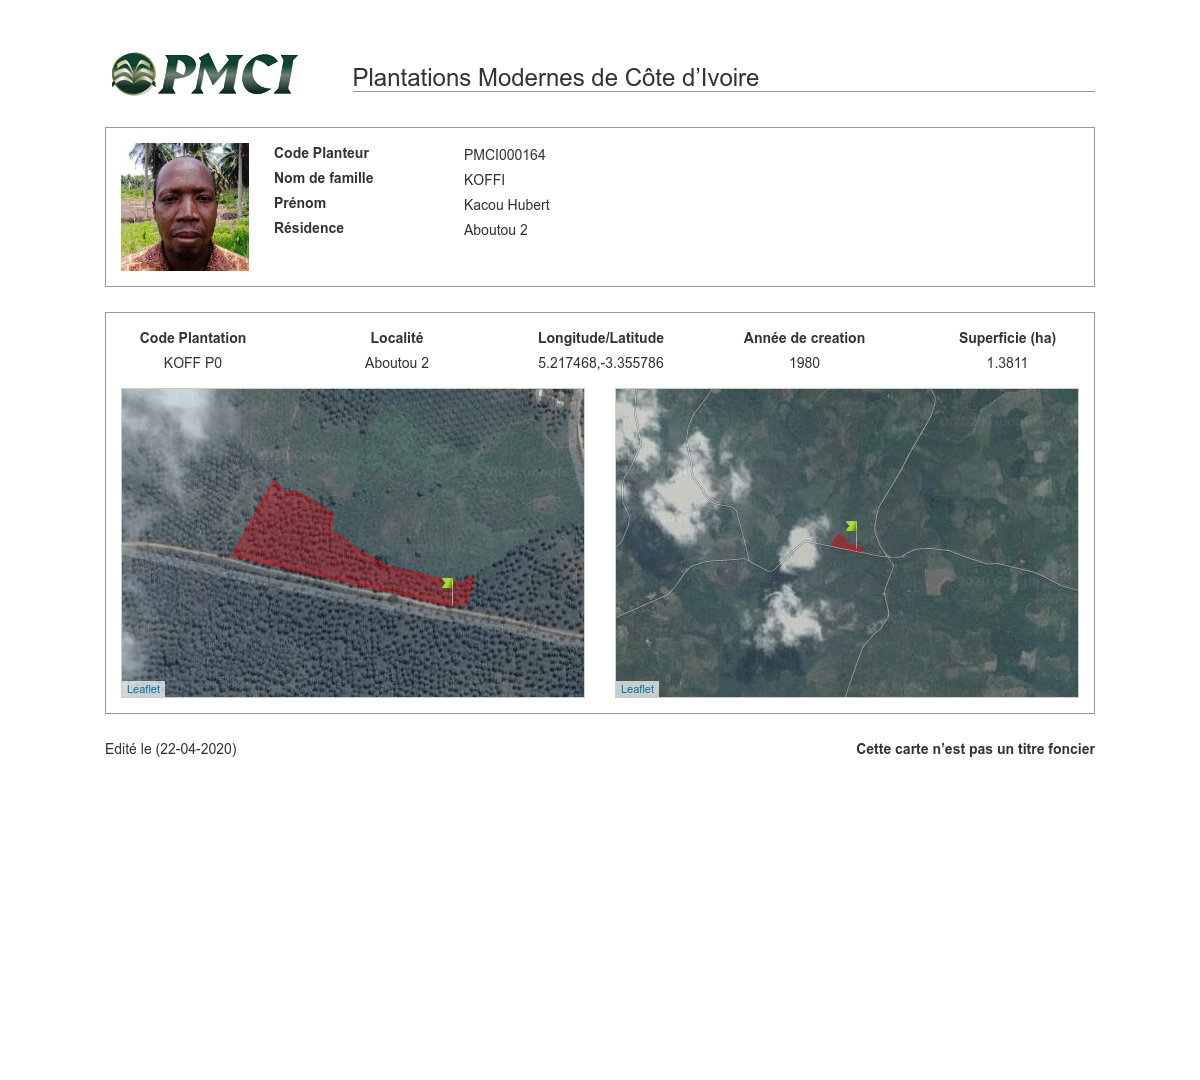 PMCI
Plantations Modernes de Côte d’Ivoire
Code Planteur PMCI000164
Nom de famille KOFFI
Prénom Kacou Hubert
Résidence Aboutou 2
Code Plantation Localité Longitude/Latitude Année de creation Superficie (ha)
KOFF P0 Aboutou 2 5.217468,-3.355786 1980 1.3811
Leaflet Leaflet
Edité le (22-04-2020) Cette carte n’est pas un titre foncier